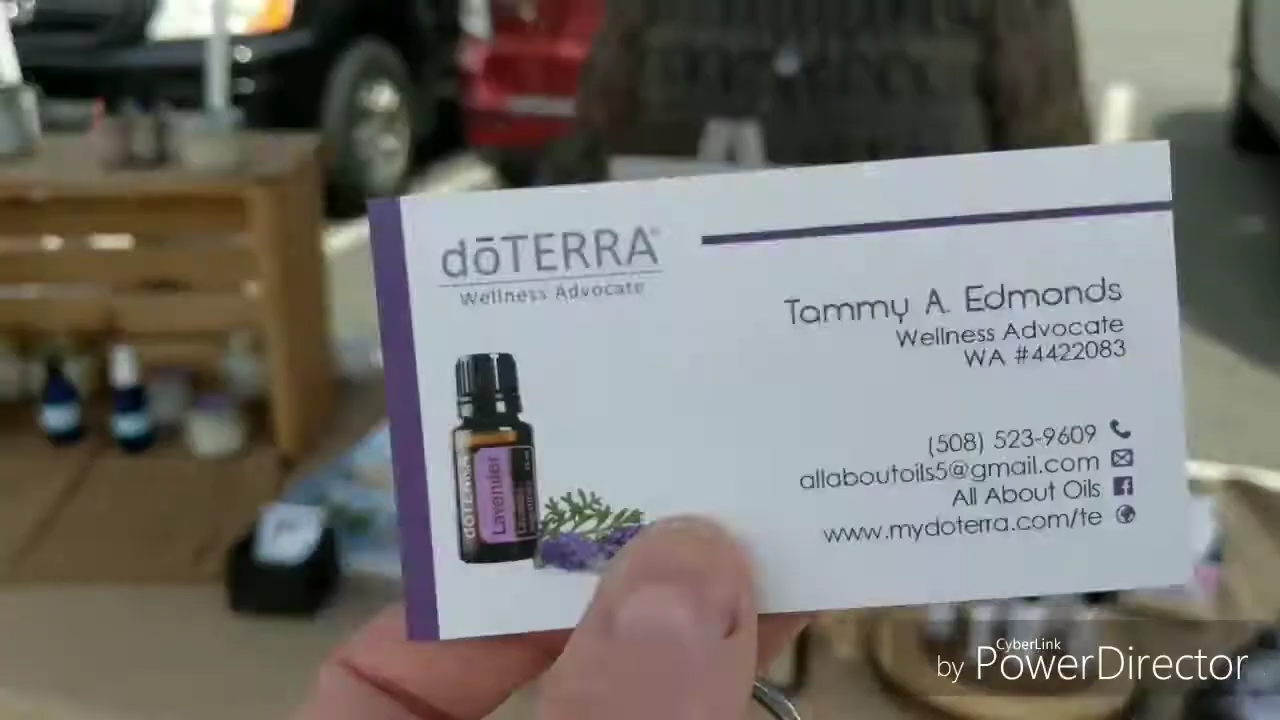 dōTERRA®
Wellness Advocate
Tammy A. Edmonds
Wellness Advocate
WA #4422083
(508) 523-9609
allaboutoils5@gmail.com
All About Oils
www.mydoterra.com/te
dōTERRA
Lavender
CyberLink
by PowerDirector